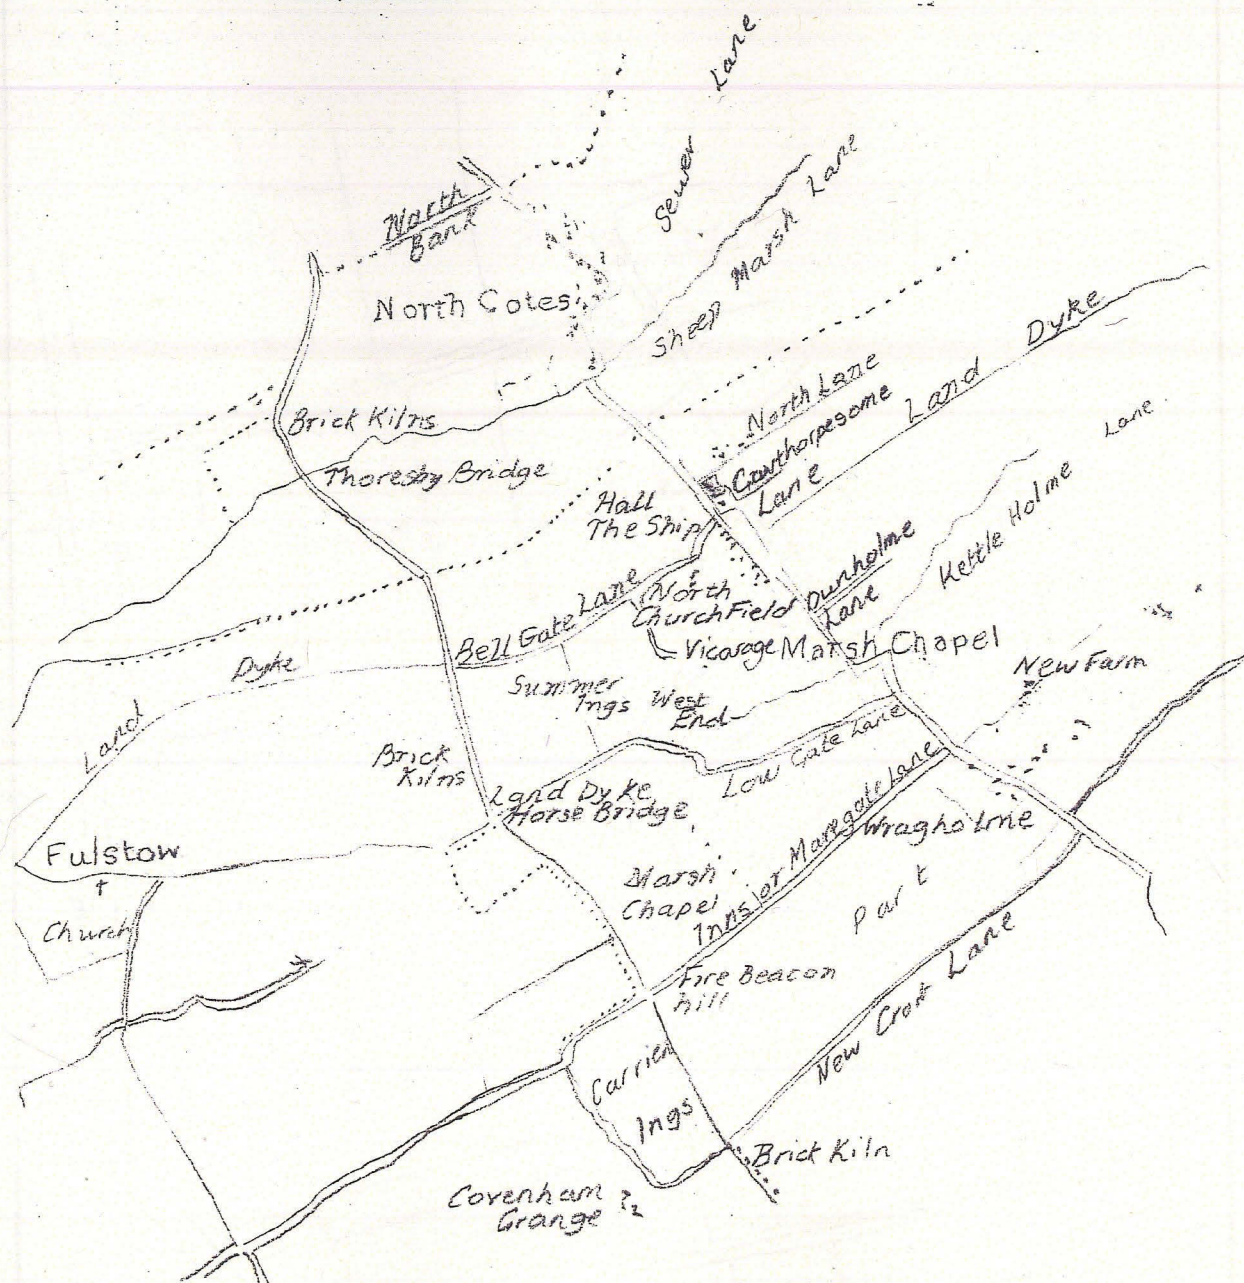 Sewer Lane
Sheep Marsh Lane
North
Bank
North Cotes
Brick Kilns
Thoresby Bridge
North Lane
Cawthorpesome
Lane
Land Dyke
Kettle Holme Lane
Hall
The Ship
Dunholme
Lane
North
Church Field
Vicarage
Marsh Chapel
Bell Gate Lane
Summer
Ings
West
End
Low Gate Lane
New Farm
Land Dyke
Brick
Kilns
Land Dyke
Horse Bridge
Inns or Maregate Lane
Wragholme
Fulstow
Church
Marsh
Chapel
Part
Fire Beacon
hill
New Croft Lane
Ings
Brick Kiln
Covenham
Grange